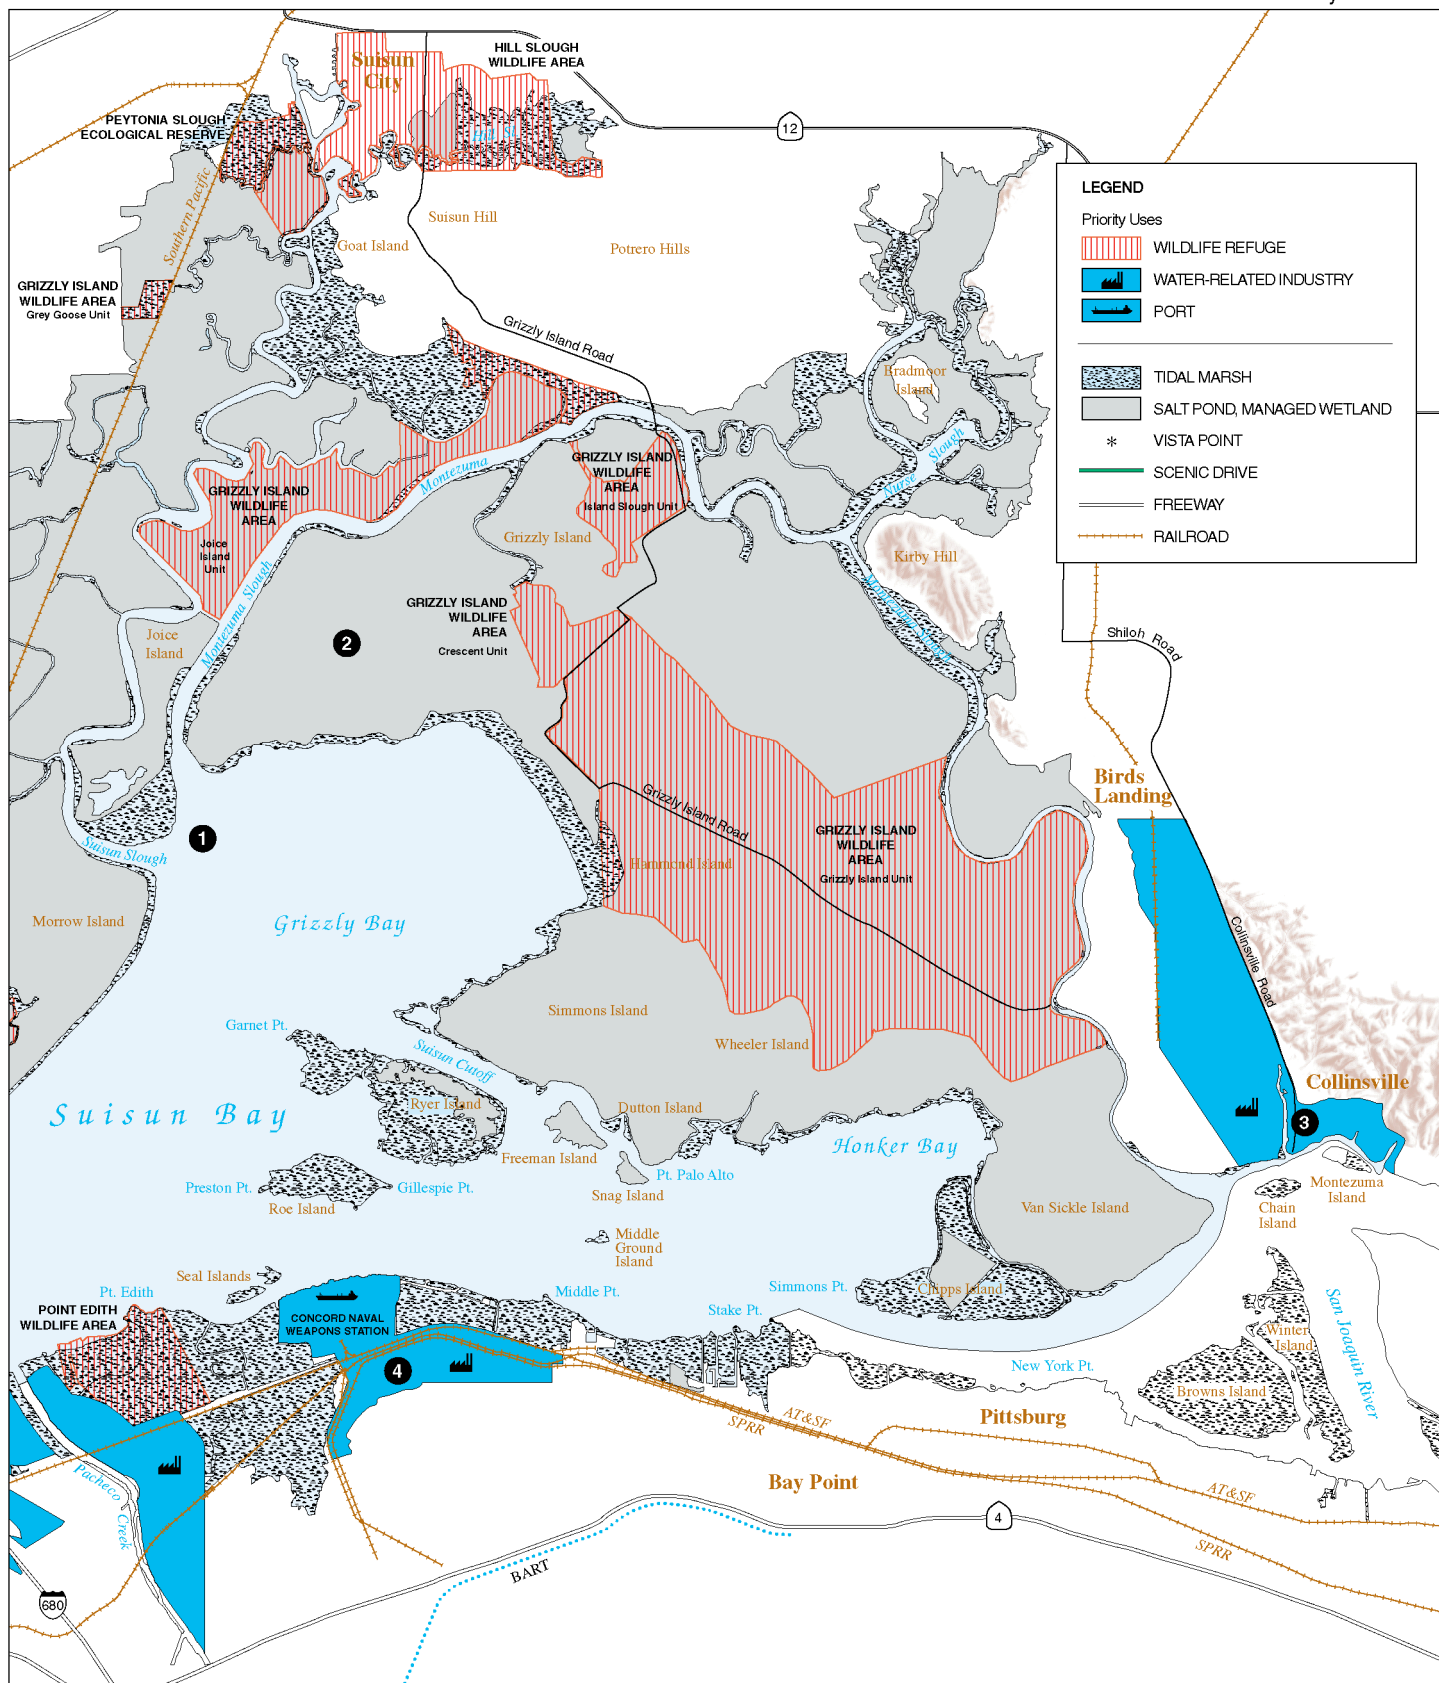 HILL SLOUGH
WILDLIFE AREA
Suisun
City
PEYTONIA SLOUGH
ECOLOGICAL RESERVE
Hill Sl.
12
Southern Pacific
Suisun Hill
Goat Island
Potrero Hills
GRIZZLY ISLAND
WILDLIFE AREA
Grey Goose Unit
Grizzly Island Road
LEGEND
Priority Uses
WILDLIFE REFUGE
WATER-RELATED INDUSTRY
PORT
TIDAL MARSH
SALT POND, MANAGED WETLAND
* VISTA POINT
SCENIC DRIVE
FREEWAY
RAILROAD
Bradmoor
Island
Nurse Slough
Montezuma
GRIZZLY ISLAND
WILDLIFE
AREA
Island Slough Unit
GRIZZLY ISLAND
WILDLIFE
AREA
Joice
Island
Unit
Grizzly Island
Kirby Hill
Montezuma Slough
Montezuma Slough
GRIZZLY ISLAND
WILDLIFE
AREA
Crescent Unit
Joice
Island
2
Shiloh Road
Birds
Landing
Grizzly Island Road
GRIZZLY ISLAND
WILDLIFE
AREA
Grizzly Island Unit
1
Suisun Slough
Hammond Island
Morrow Island
Grizzly Bay
Collinsville Road
Simmons Island
Garnet Pt.
Wheeler Island
Suisun Cutoff
Collinsville
Suisun Bay
Ryer Island
Dutton Island
3
Freeman Island
Honker Bay
Pt. Palo Alto
Preston Pt.
Gillespie Pt.
Snag Island
Roe Island
Van Sickle Island
Montezuma
Island
Chain
Island
Middle
Ground
Island
Seal Islands
Pt. Edith
Middle Pt.
Simmons Pt.
Chipps Island
POINT EDITH
WILDLIFE AREA
CONCORD NAVAL
WEAPONS STATION
Stake Pt.
San Joaquin River
Winter
Island
4
New York Pt.
Browns Island
Pittsburg
AT&SF
SPRR
Bay Point
Pacheco Creek
AT&SF
SPRR
4
BART
680